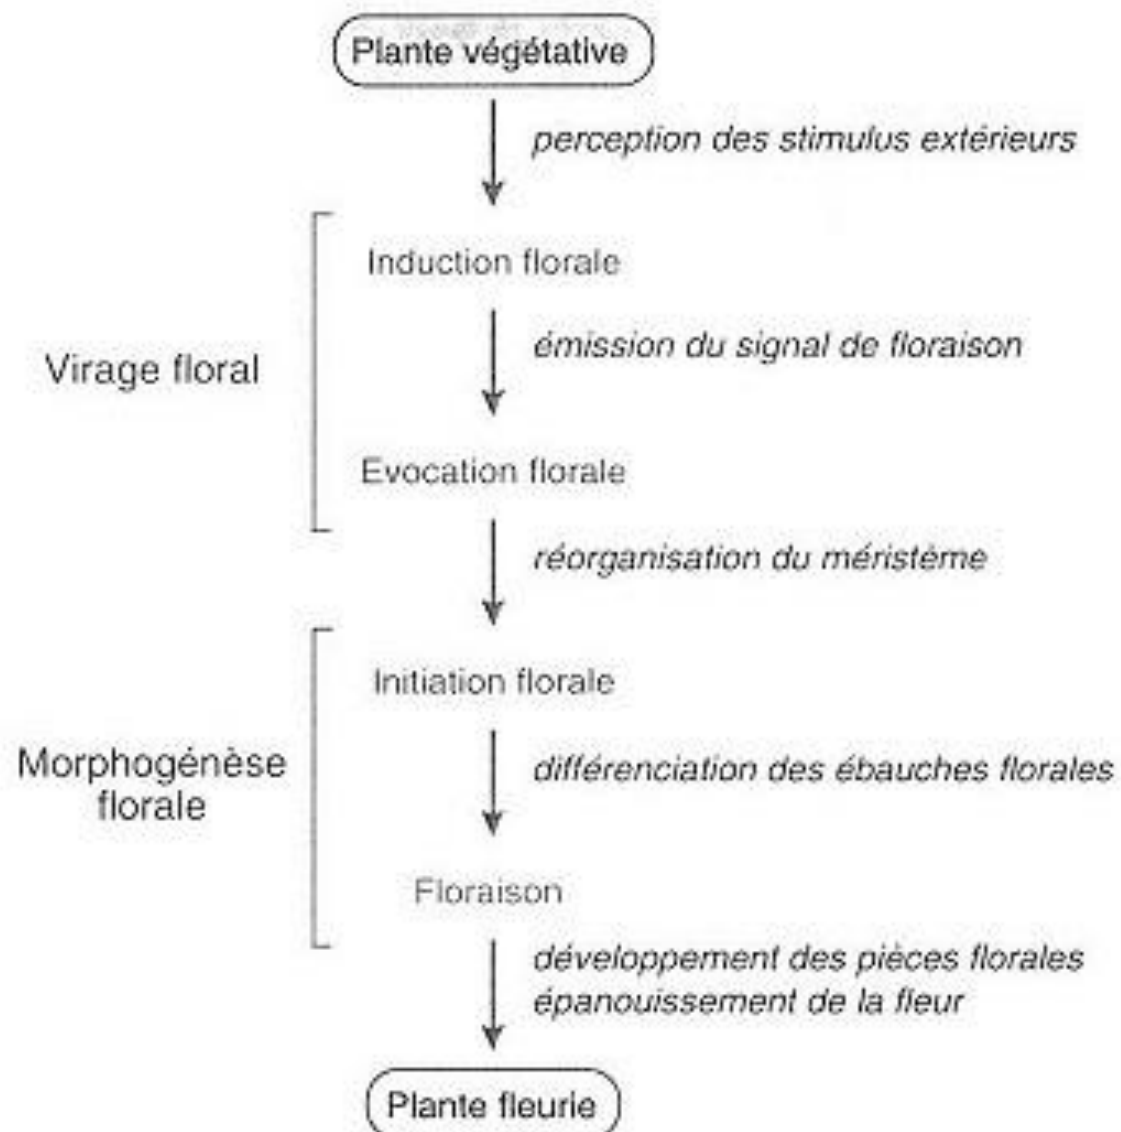 Plante végétative
perception des stimulus extérieurs
Induction florale
émission du signal de floraison
Virage floral
Evocation florale
réorganisation du méristème
Initiation florale
Morphogénèse
florale
différenciation des ébauches florales
Floraison
développement des pièces florales
épanouissement de la fleur
Plante fleurie